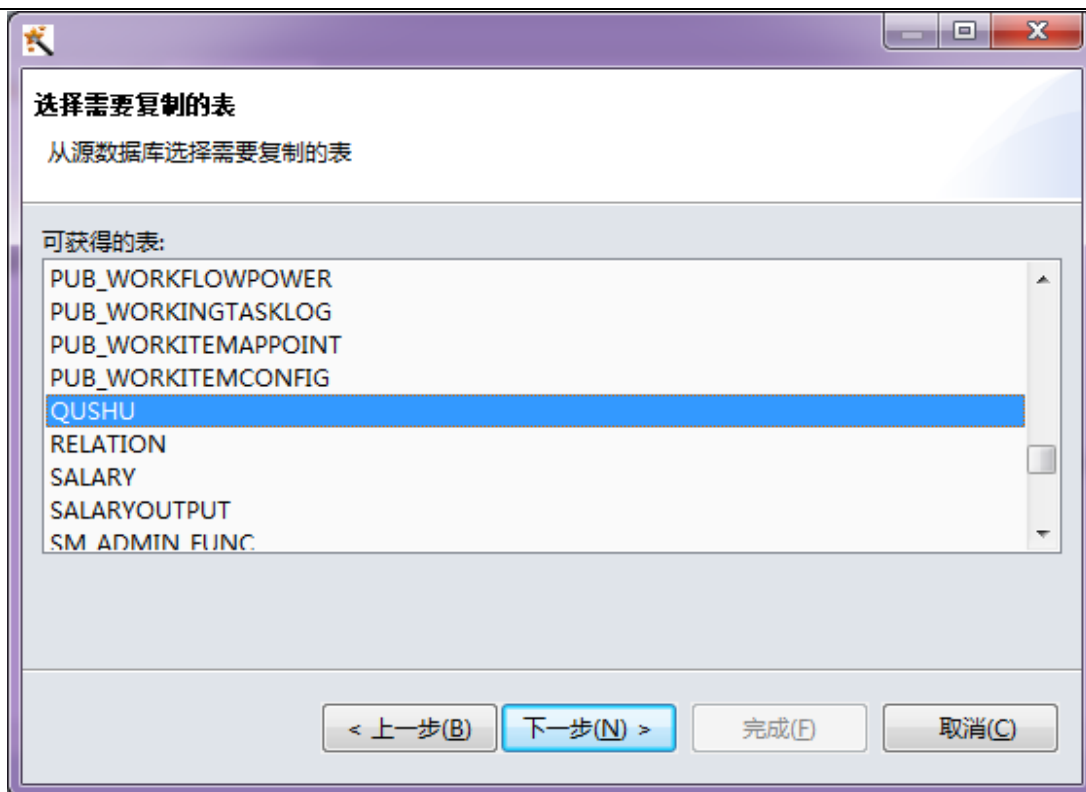 选择需要复制的表
从源数据库选择需要复制的表
可获得的表:
PUB_WORKFLOWPOWER
PUB_WORKINGTASKLOG
PUB_WORKITEMAPPOINT
PUB_WORKITEMCONFIG
QUSHU
RELATION
SALARY
SALARYOUTPUT
SM_ADMIN_FUNC
< 上一步(B) 下一步(N) > 完成(F) 取消(C)